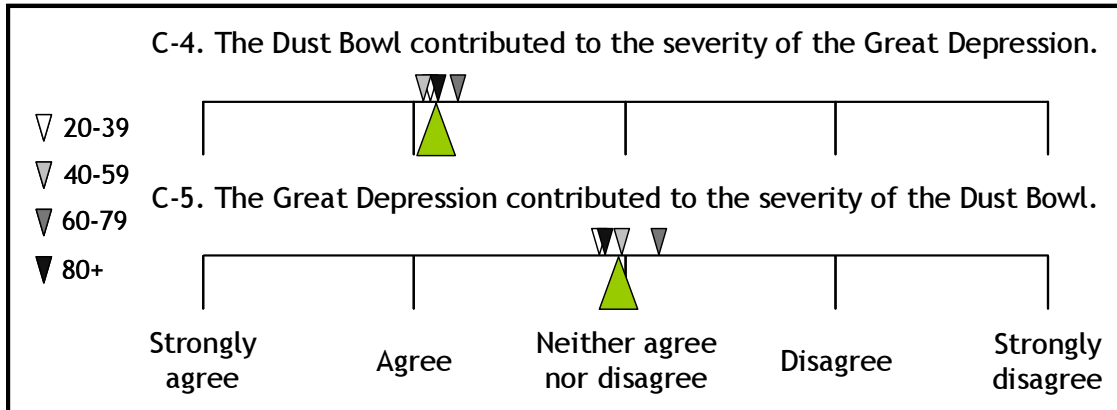 C-4. The Dust Bowl contributed to the severity of the Great Depression.
20-39
40-59
60-79
80+
C-5. The Great Depression contributed to the severity of the Dust Bowl.
Strongly
agree
Agree
Neither agree
nor disagree
Disagree
Strongly
disagree